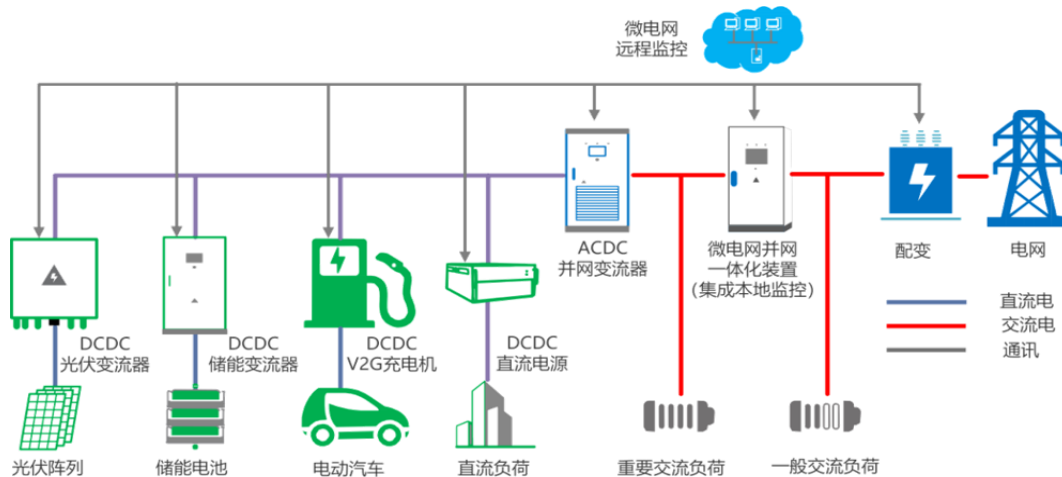 微电网
远程监控
ACDC
并网变流器
微电网并网
一体化装置
（集成本地监控）
配变
电网
直流电
交流电
通讯
DCDC
光伏变流器
DCDC
储能变流器
DCDC
V2G充电机
DCDC
直流电源
光伏阵列
储能电池
电动汽车
直流负荷
重要交流负荷
一般交流负荷